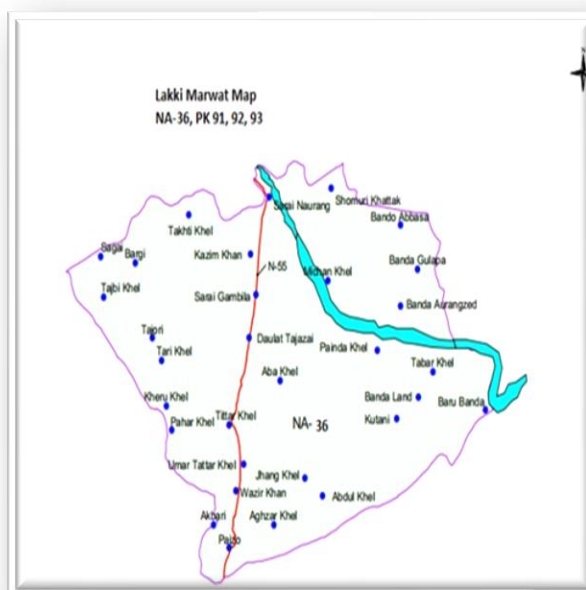 Lakki Marwat Map
NA-36, PK 91, 92, 93
Sarai Naurang
Shomuri Khattak
Bando Abbasa
Takhti Khel
Sagai
Bargi
Kazim Khan
N-55
Midhan Khel
Banda Gulapa
Tajbi Khel
Sarai Gambila
Banda Aurangzed
Tajori
Daulat Tajazai
Painda Khel
Tari Khel
Aba Khel
Tabar Khel
Kheru Khel
Banda Land
Baru Banda
Pahar Khel
Tittar Khel
NA- 36
Kutani
Umar Tattar Khel
Jhang Khel
Wazir Khan
Abdul Khel
Akbari
Aghzar Khel